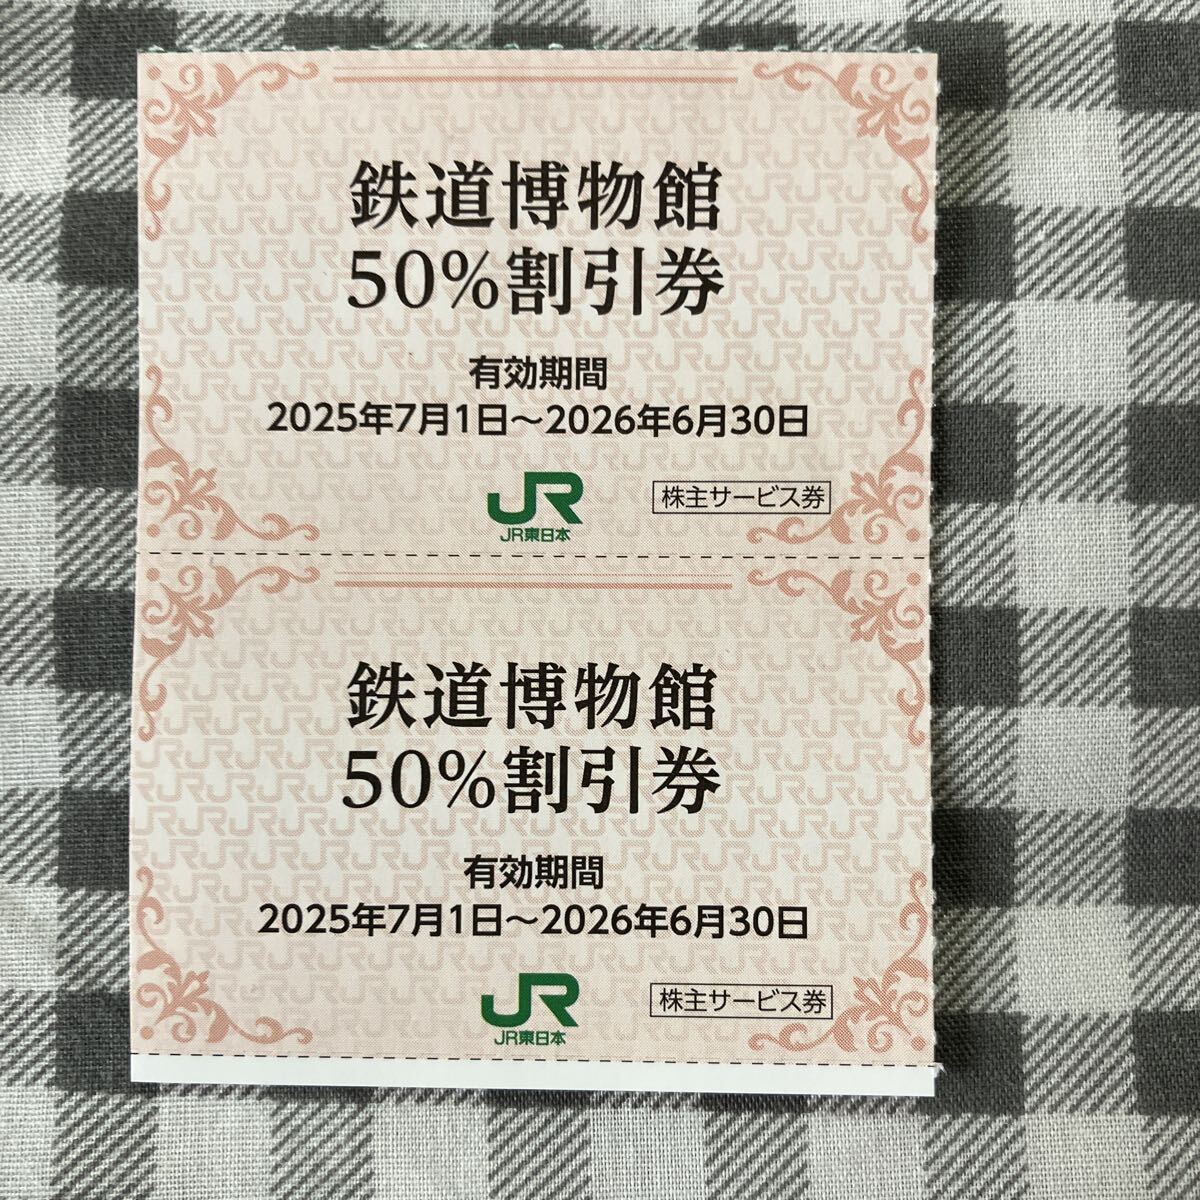 鉄道博物館
50%割引券
有効期間
2025年7月1日～2026年6月30日
JR
JR東日本
株主サービス券
鉄道博物館
50%割引券
有効期間
2025年7月1日～2026年6月30日
JR
JR東日本
株主サービス券